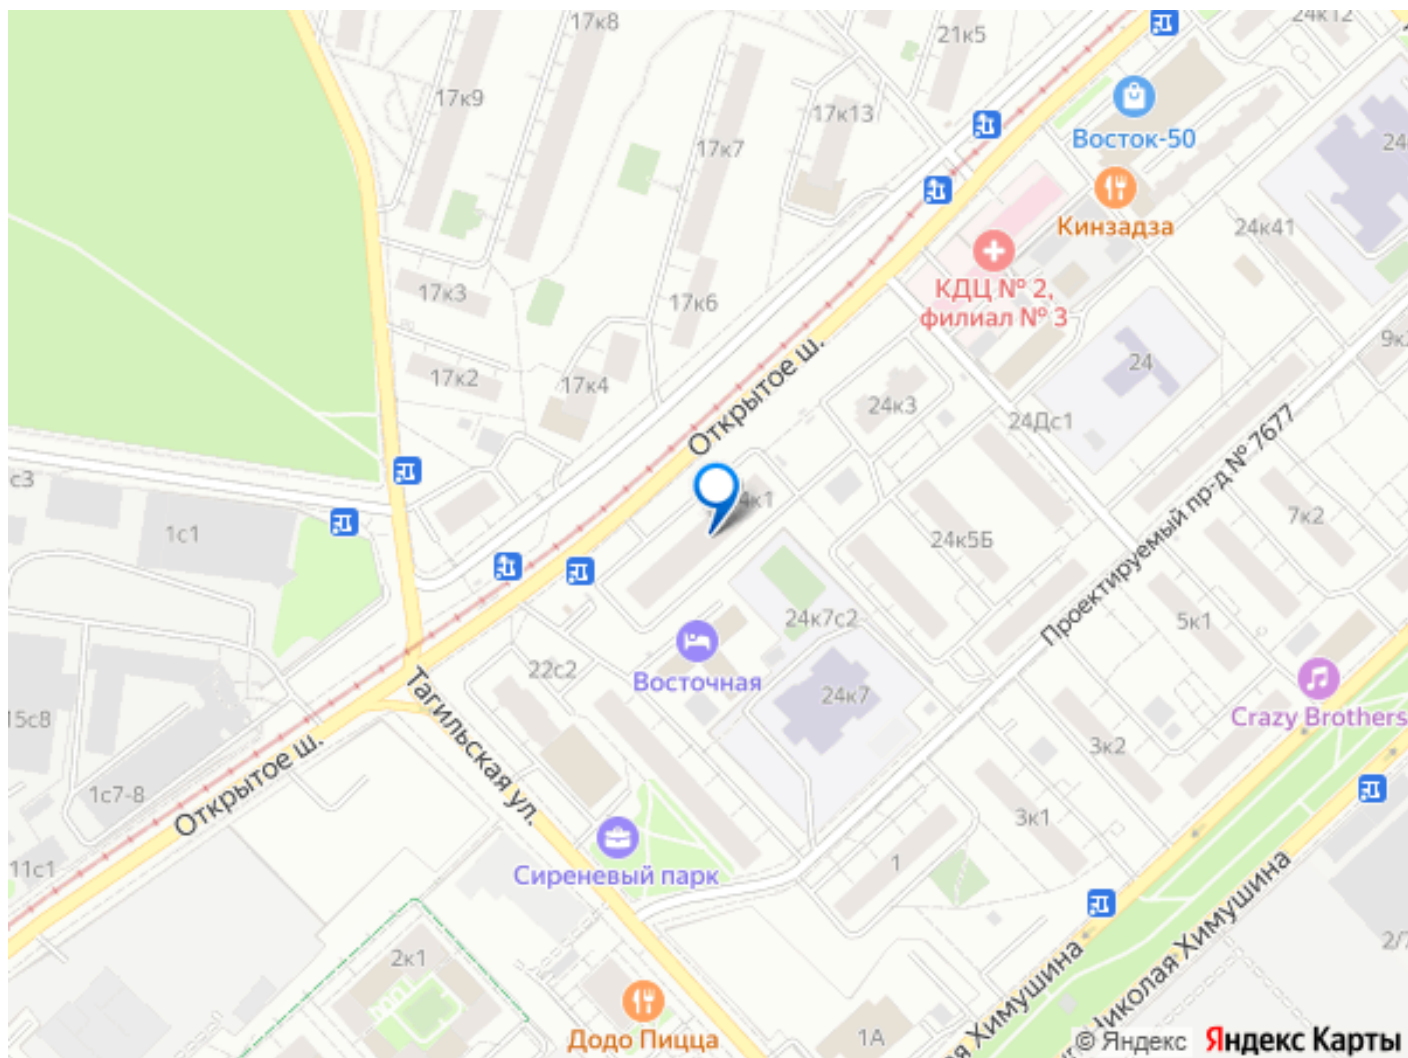 17к8
21к5
24к12
17к9
17к13
Восток-50
17к7
24
Кинзадза
24к41
КДЦ № 2,
филиал № 3
17к3
17к6
Открытое ш.
9к
17к2
17к4
24к3
24
24Дс1
Проектируемый пр-д № 7677
с3
4к1
7к2
1с1
24к5Б
24к7с2
5к1
22с2
Восточная
24к7
Тагильская ул.
15с8
Crazy Brothers
3к2
Открытое ш.
1с7-8
3к1
11с1
Сиреневый парк
1
2к1
2/7
Николая Химушина
я Химушина
Додо Пицца
1А
© Яндекс Яндекс Карты